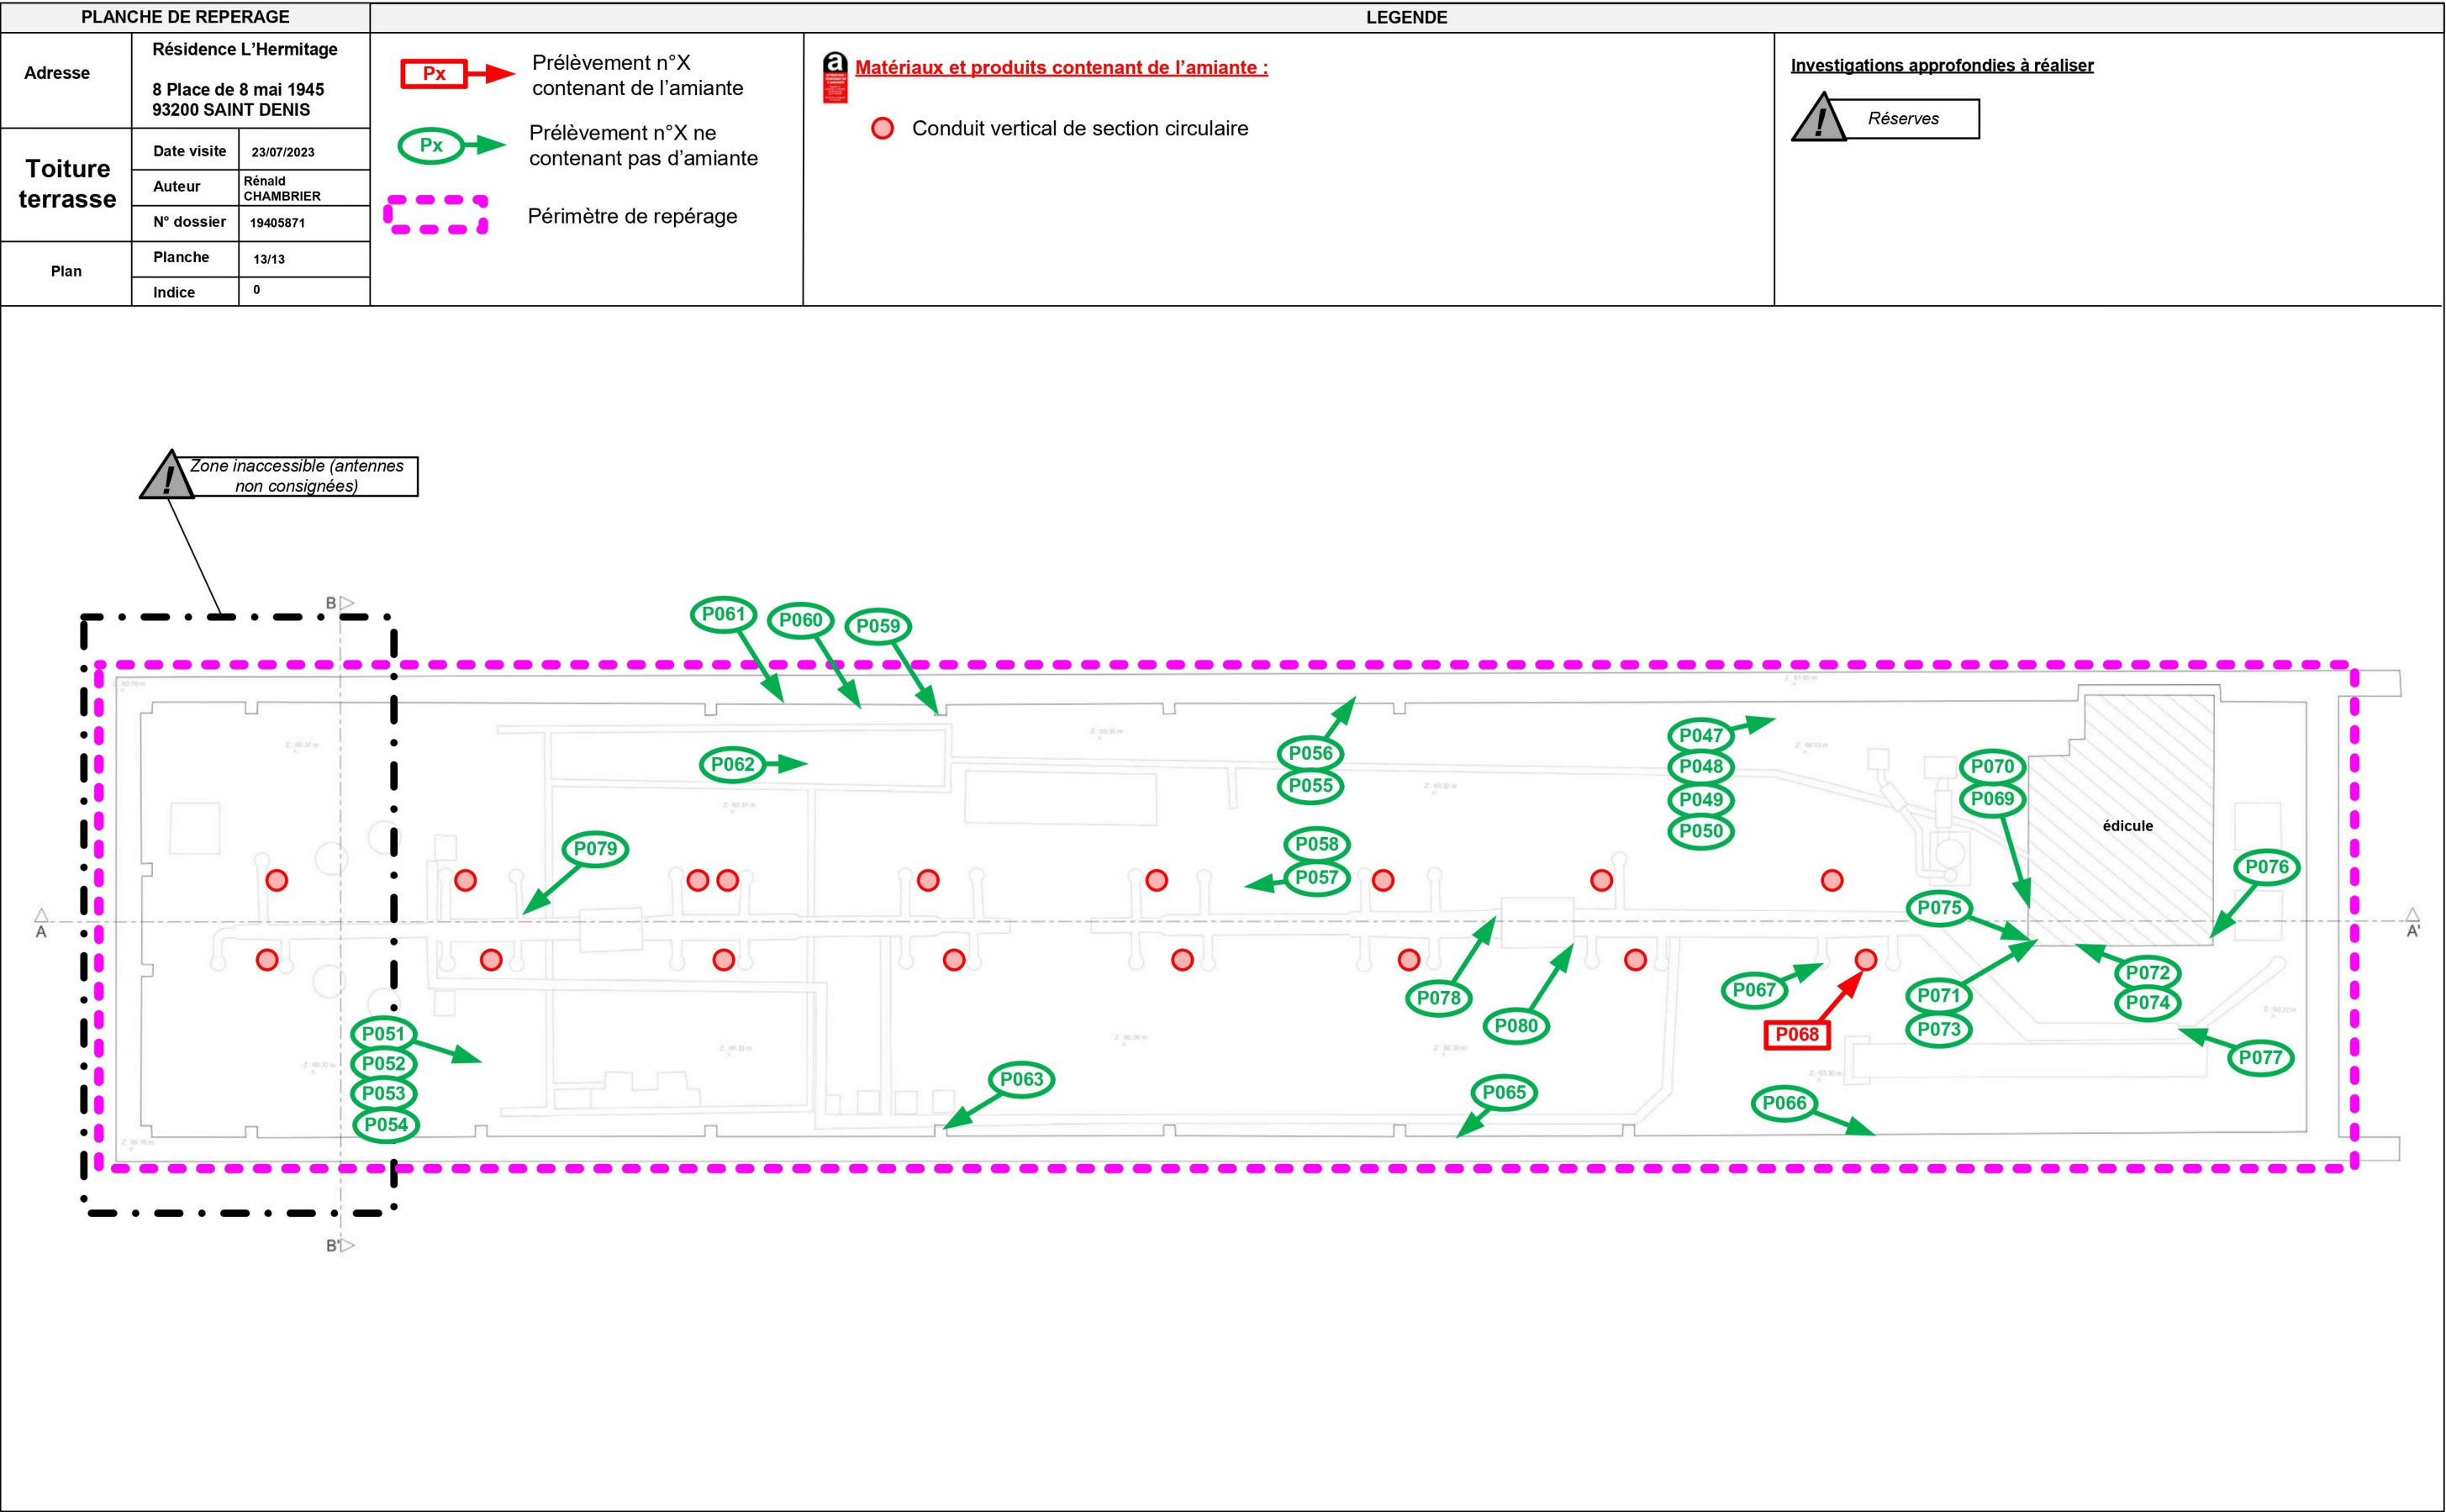 PLANCHE DE REPERAGE
LEGENDE
Adresse
Résidence L'Hermitage
8 Place de 8 mai 1945
93200 SAINT DENIS
Toiture
terrasse
Date visite
23/07/2023
Auteur
Rénald
CHAMBRIER
N° dossier
19405871
Plan
Planche
13/13
Indice
0
Px
Prélèvement n°X
contenant de l'amiante
Px
Prélèvement n°X ne
contenant pas d'amiante
Périmètre de repérage
a
Matériaux et produits contenant de l'amiante :
Conduit vertical de section circulaire
Investigations approfondies à réaliser
!
Réserves
!
Zone inaccessible (antennes
non consignées)
B
P061
P060
P059
P062
P056
P055
P047
P048
P049
P050
P070
P069
édicule
P079
P058
P057
P076
P075
A
A'
P078
P080
P067
P068
P071
P073
P072
P074
P077
P051
P052
P053
P054
P063
P065
P066
B'